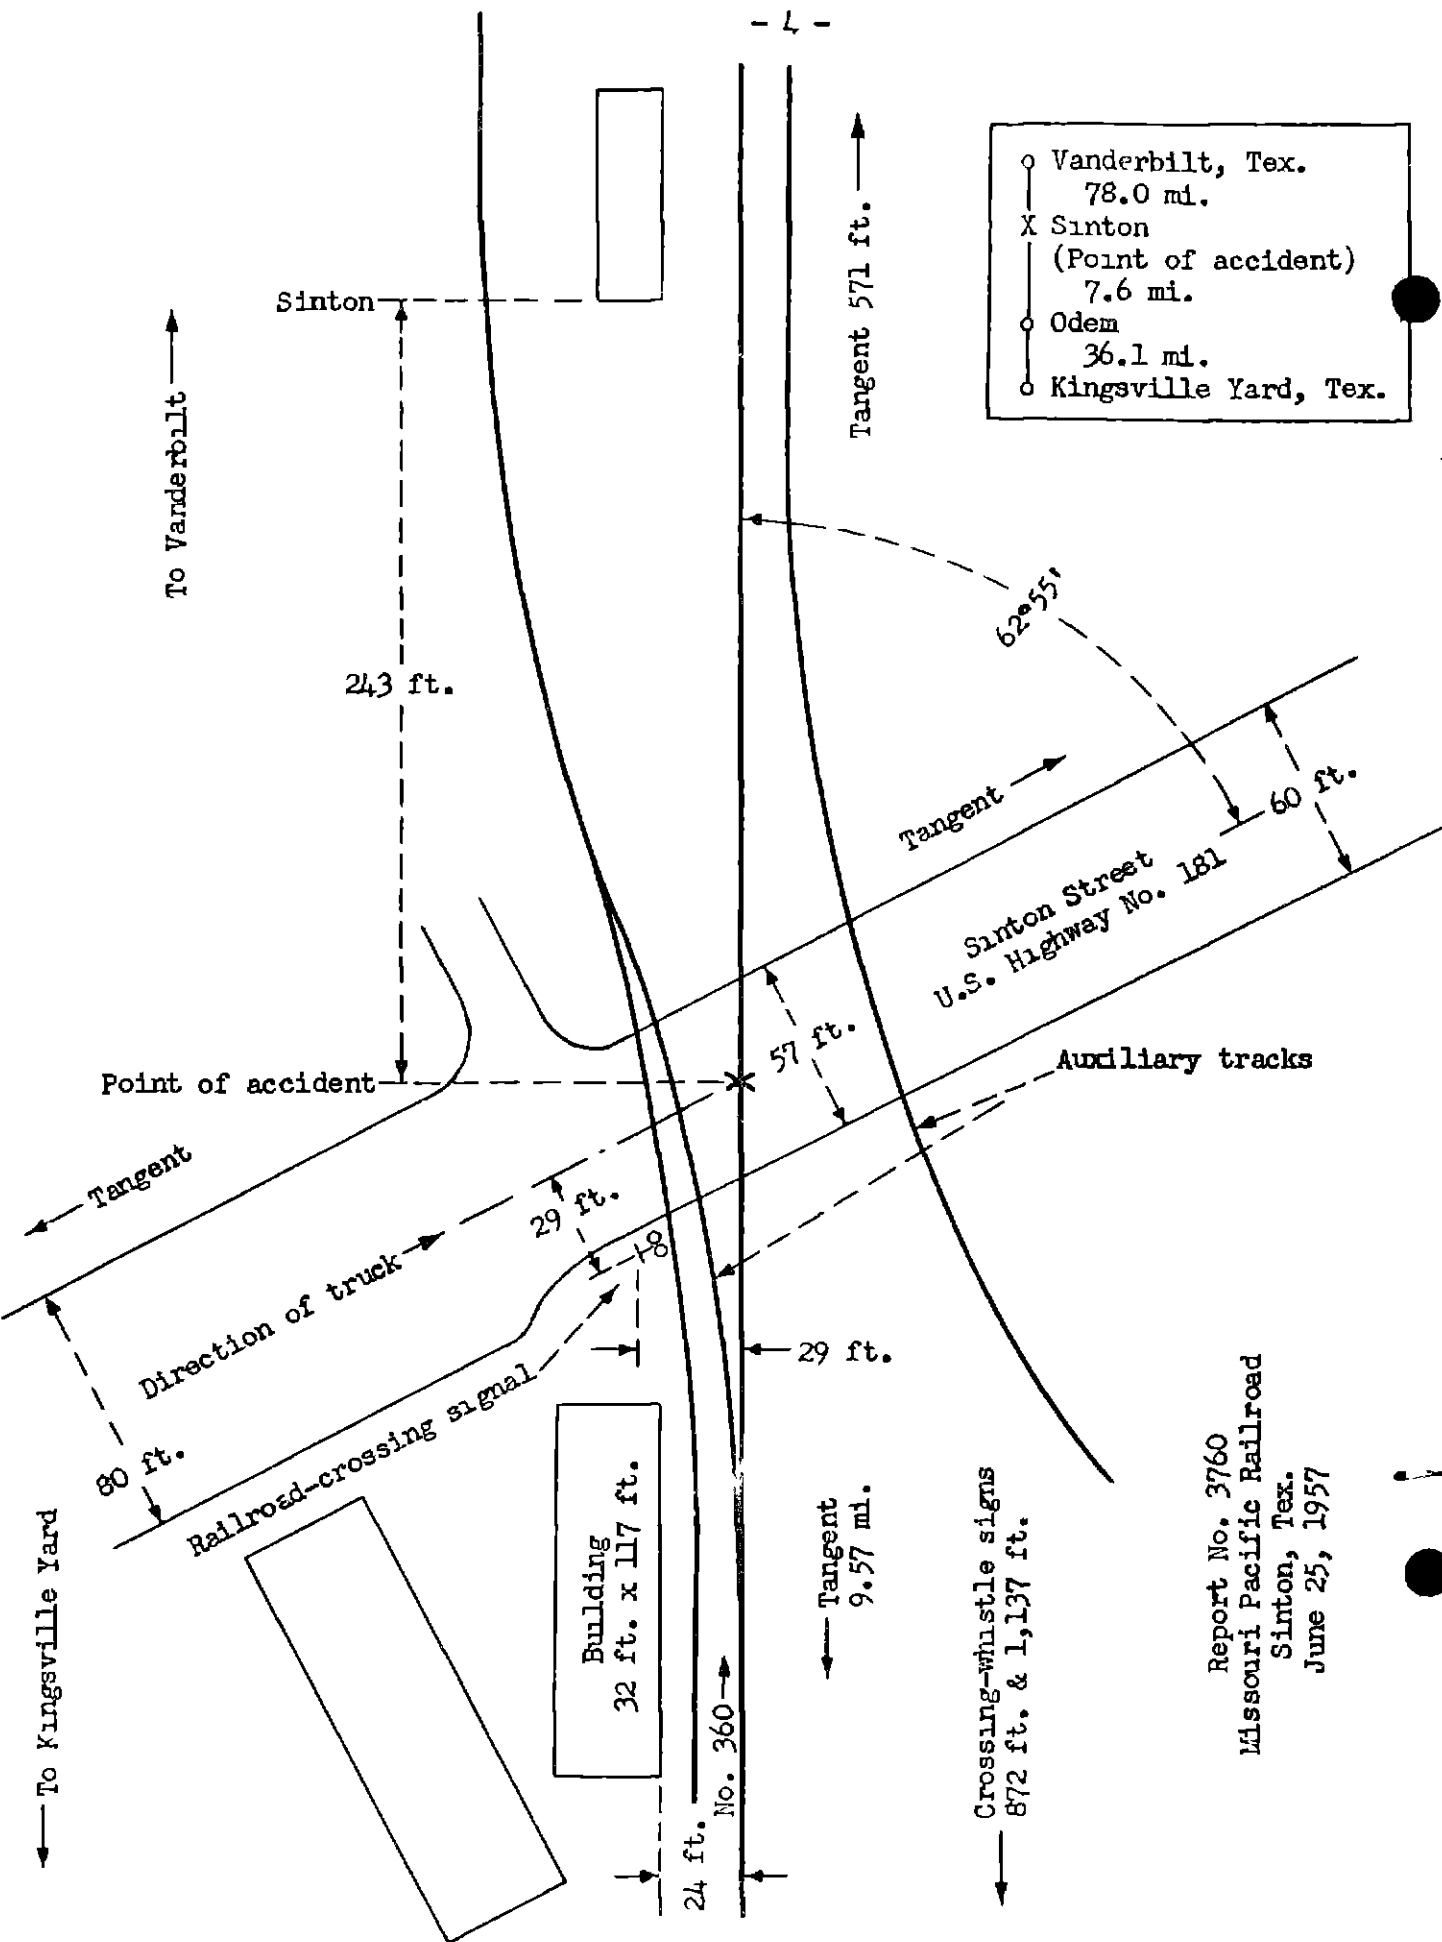 - 4 -
Vanderbilt, Tex.
78.0 mi.
X Sinton
(Point of accident)
7.6 mi.
Odem
36.1 mi.
Kingsville Yard, Tex.
Sinton
To Vanderbilt
Tangent 571 ft.
243 ft.
62°55'
60 ft.
Tangent
Sinton Street
U.S. Highway No. 181
57 ft.
Auxiliary tracks
Point of accident
Tangent
29 ft.
Direction of truck
29 ft.
80 ft.
Railroad-crossing signal
To Kingsville Yard
Building
32 ft. x 117 ft.
Tangent
9.57 mi.
No. 360
24 ft.
Crossing-whistle signs
872 ft. & 1,137 ft.
Report No. 3760
Missouri Pacific Railroad
Sinton, Tex.
June 25, 1957